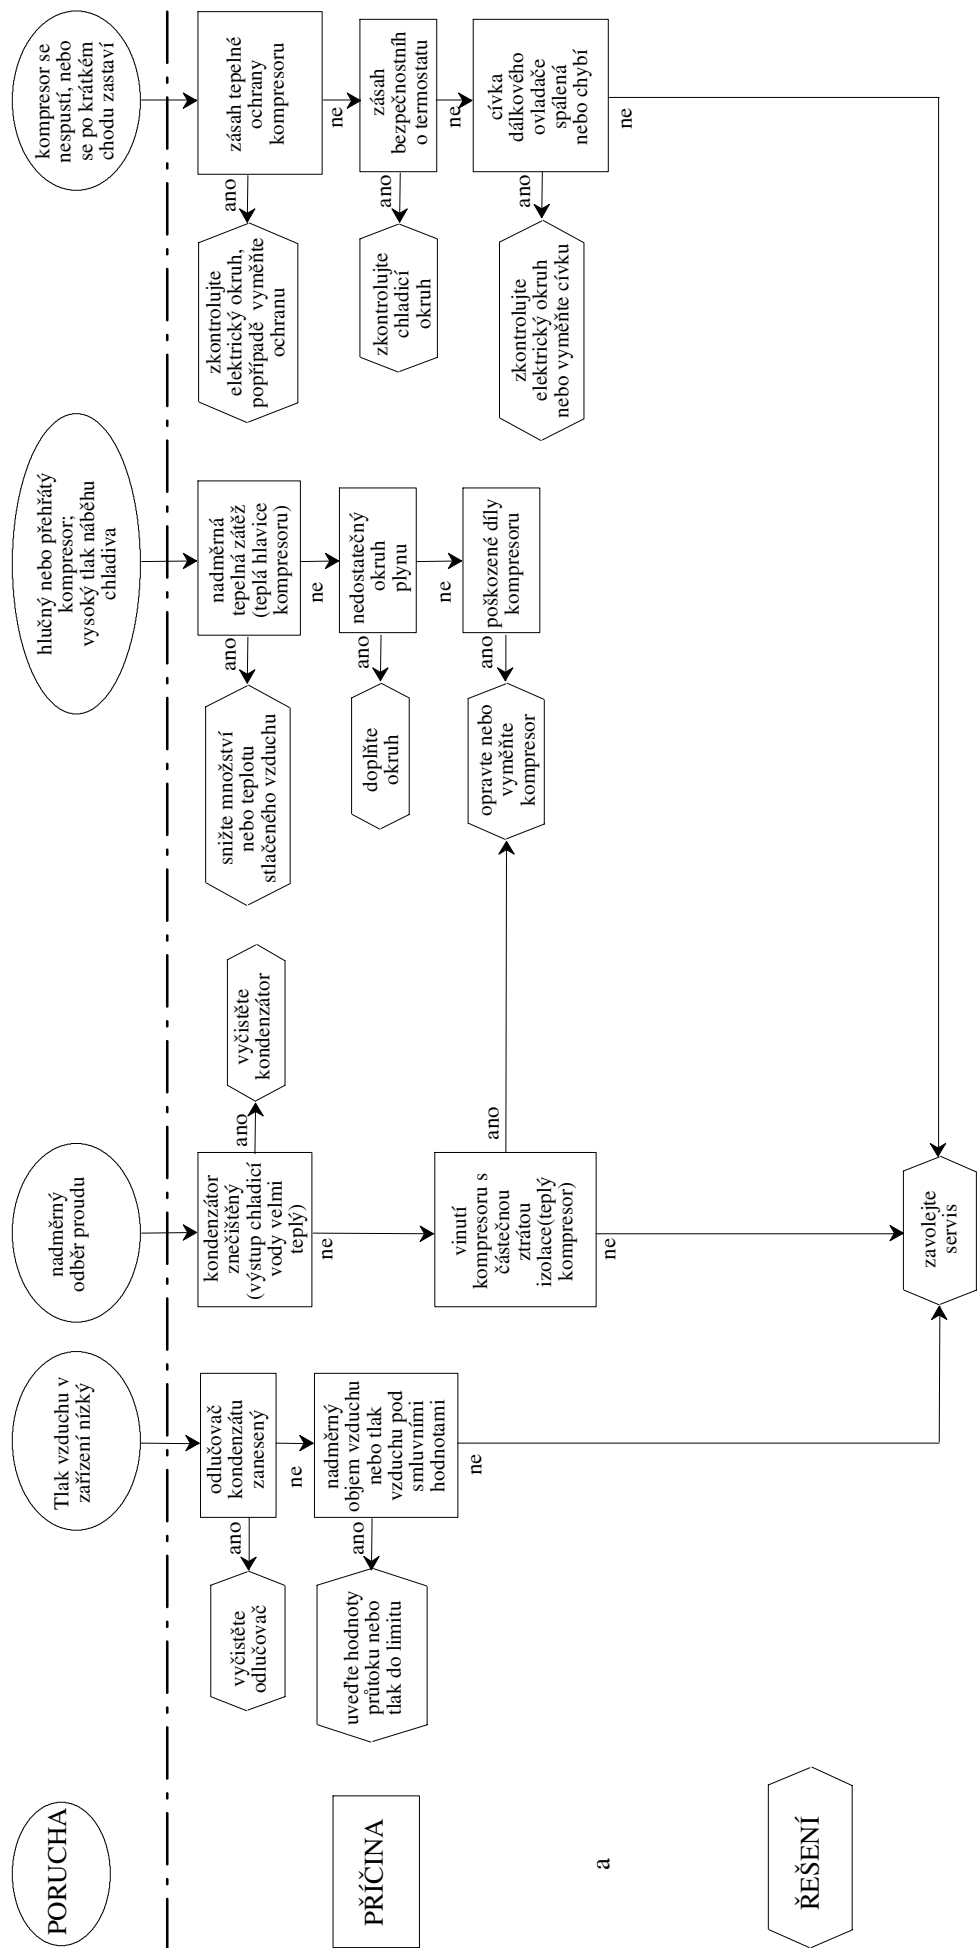 PORUCHA
Tlak vzduchu v
zařízení nízký
nadměrný
odběr proudu
hlučný nebo přehřátý
kompresor;
vysoký tlak náběhu
chladiva
kompresor se
nespustí, nebo
se po krátkém
chodu zastaví
PŘÍČINA
a
ŘEŠENÍ
odlučovač
kondenzátu
zanesený
ano
vyčistěte
odlučovač
ne
nadměrný
objem vzduchu
nebo tlak
vzduchu pod
smluvními
hodnotami
ano
uveďte hodnoty
průtoku nebo
tlak do limitu
ne
kondenzátor
znečištěný
(výstup chladicí
vody velmi
teplý)
ano
vyčistěte
kondenzátor
ne
vinutí
kompresoru s
částečnou
ztrátou
izolace(teplý
kompresor)
ano
ne
zavolejte
servis
nadměrná
tepelná zátěž
(teplá hlavice
kompresoru)
ano
snižte množství
nebo teplotu
stlačeného vzduchu
ne
nedostatečný
okruh
plynu
ano
doplňte
okruh
ne
poškozené díly
kompresoru
ano
opravte nebo
vyměňte
kompresor
zásah tepelné
ochrany
kompresoru
ano
zkontrolujte
elektrický okruh,
popřípadě vyměňte
ochranu
ne
zásah
bezpečnostníh
o termostatu
ano
zkontrolujte
chladicí
okruh
ne
cívka
dálkového
ovladače
spálená
nebo chybí
ano
zkontrolujte
elektrický okruh
nebo vyměňte cívku
ne